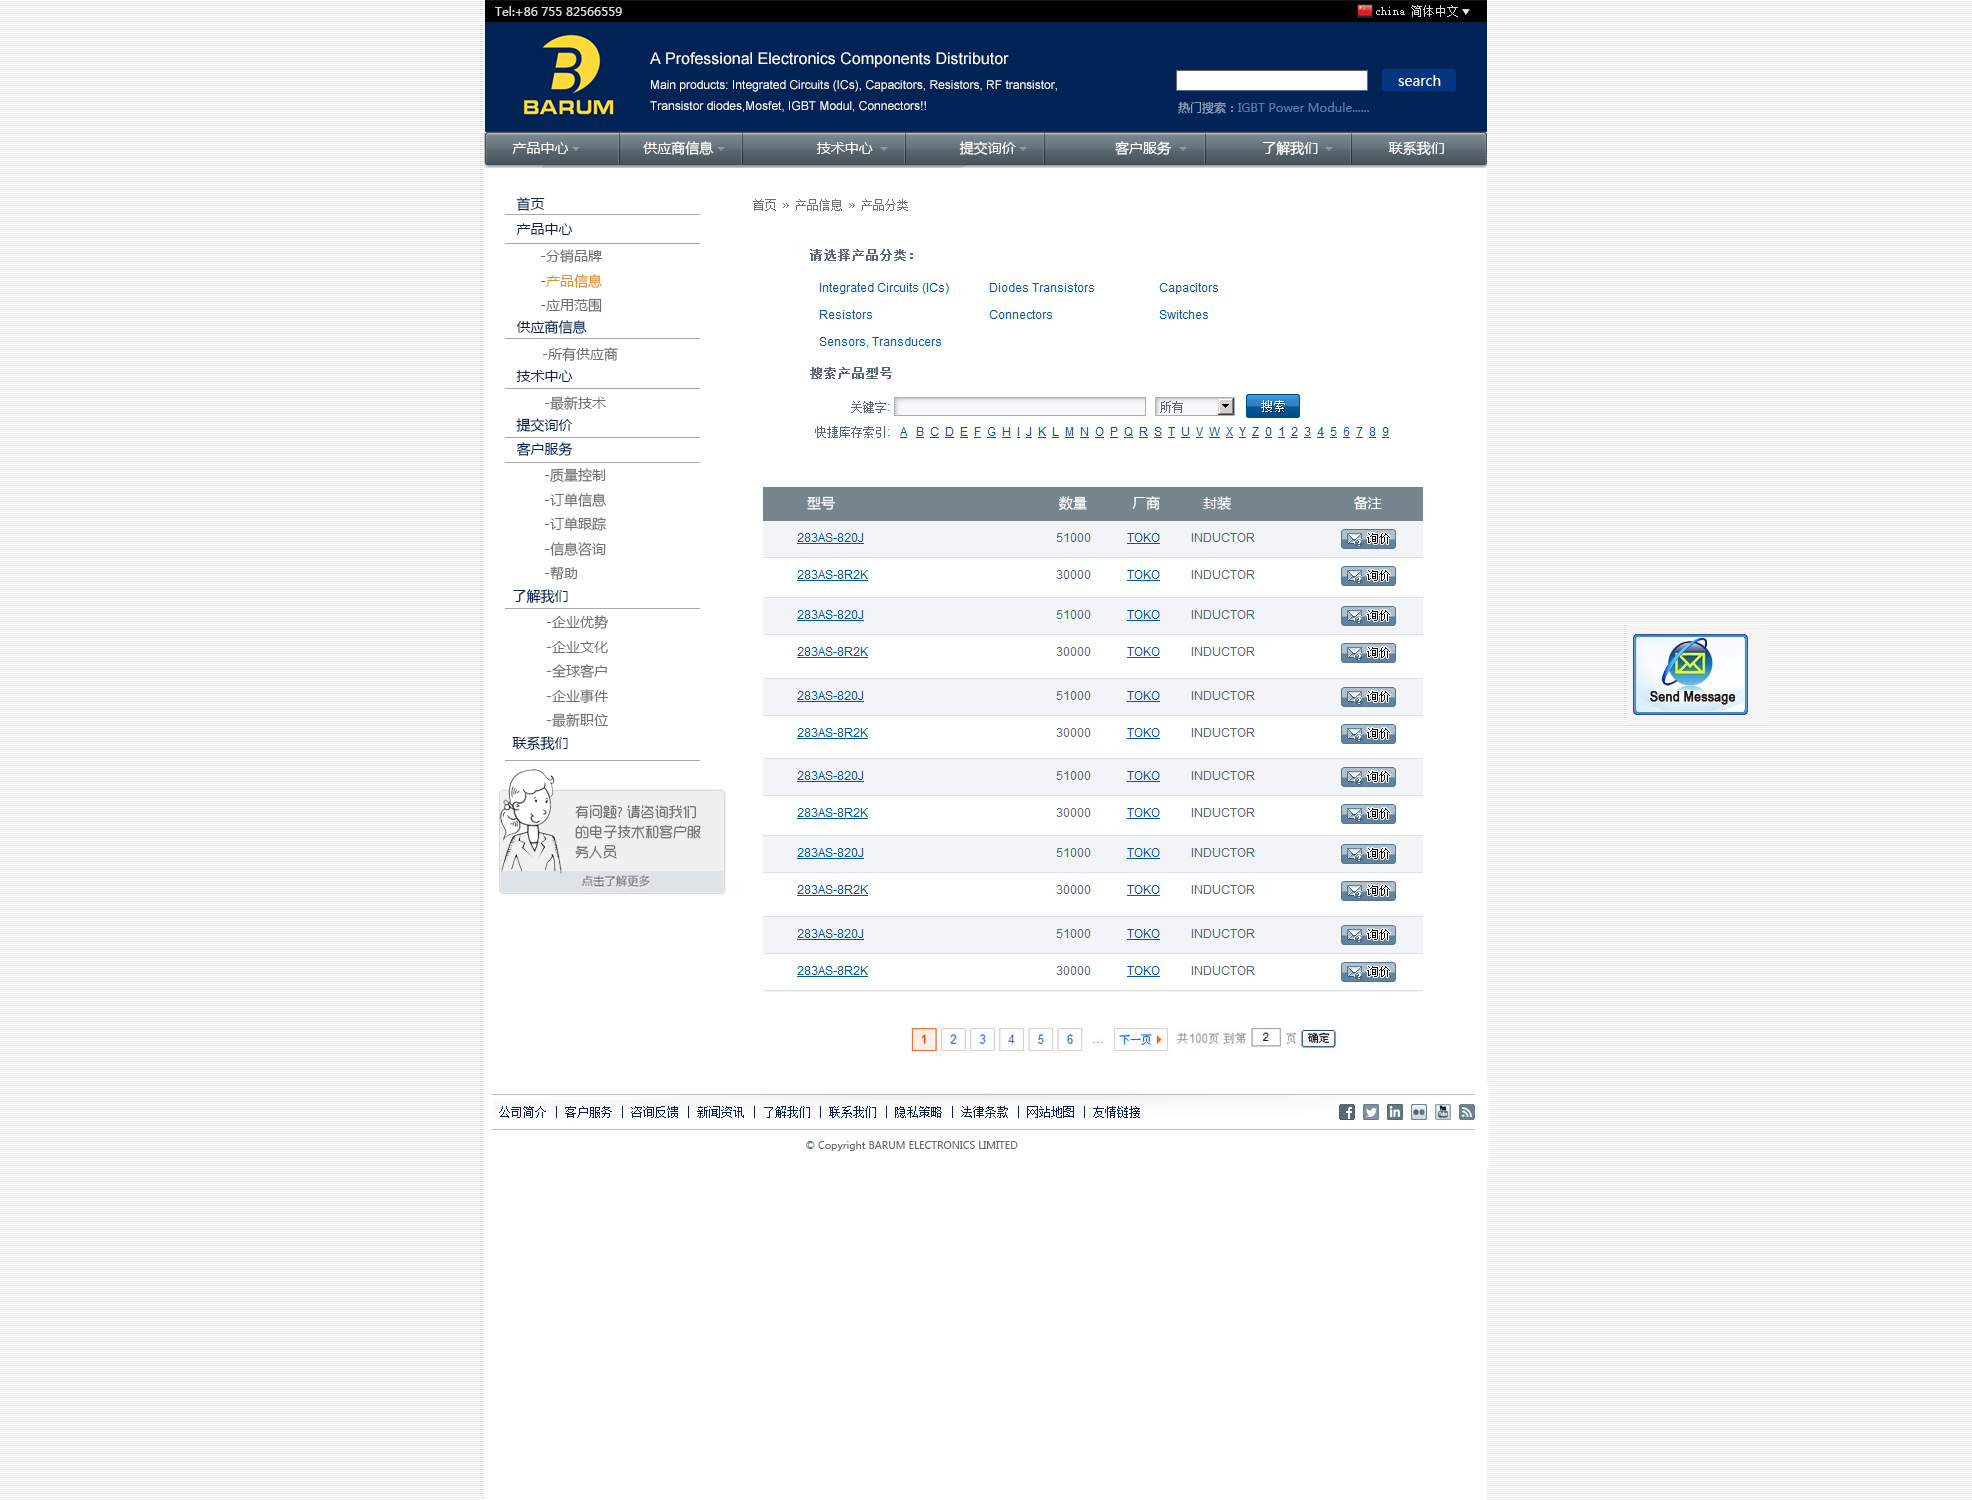 Tel:+86 755 82566559
china 简体中文
BARUM
A Professional Electronics Components Distributor
Main products: Integrated Circuits (ICs), Capacitors, Resistors, RF transistor,
Transistor diodes,Mosfet, IGBT Modul, Connectors!!
search
热门搜索：IGBT Power Module......
产品中心 供应商信息 技术中心 提交询价 客户服务 了解我们 联系我们
首页
产品中心
-分销品牌
-产品信息
-应用范围
供应商信息
-所有供应商
技术中心
-最新技术
提交询价
客户服务
-质量控制
-订单信息
-订单跟踪
-信息咨询
-帮助
了解我们
-企业优势
-企业文化
-全球客户
-企业事件
-最新职位
联系我们
有问题? 请咨询我们
的电子技术和客户服
务人员
点击了解更多
首页 » 产品信息 » 产品分类
请选择产品分类：
Integrated Circuits (ICs) Diodes Transistors Capacitors
Resistors Connectors Switches
Sensors, Transducers
搜索产品型号
关键字: 所有 搜索
快捷库存索引: A B C D E F G H I J K L M N O P Q R S T U V W X Y Z 0 1 2 3 4 5 6 7 8 9
型号 数量 厂商 封装 备注
283AS-820J 51000 TOKO INDUCTOR 询价
283AS-8R2K 30000 TOKO INDUCTOR 询价
283AS-820J 51000 TOKO INDUCTOR 询价
283AS-8R2K 30000 TOKO INDUCTOR 询价
283AS-820J 51000 TOKO INDUCTOR 询价
283AS-8R2K 30000 TOKO INDUCTOR 询价
283AS-820J 51000 TOKO INDUCTOR 询价
283AS-8R2K 30000 TOKO INDUCTOR 询价
283AS-820J 51000 TOKO INDUCTOR 询价
283AS-8R2K 30000 TOKO INDUCTOR 询价
283AS-820J 51000 TOKO INDUCTOR 询价
283AS-8R2K 30000 TOKO INDUCTOR 询价
1 2 3 4 5 6 ... 下一页 共100页 到第 2 页 确定
Send Message
公司简介 | 客户服务 | 咨询反馈 | 新闻资讯 | 了解我们 | 联系我们 | 隐私策略 | 法律条款 | 网站地图 | 友情链接
© Copyright BARUM ELECTRONICS LIMITED